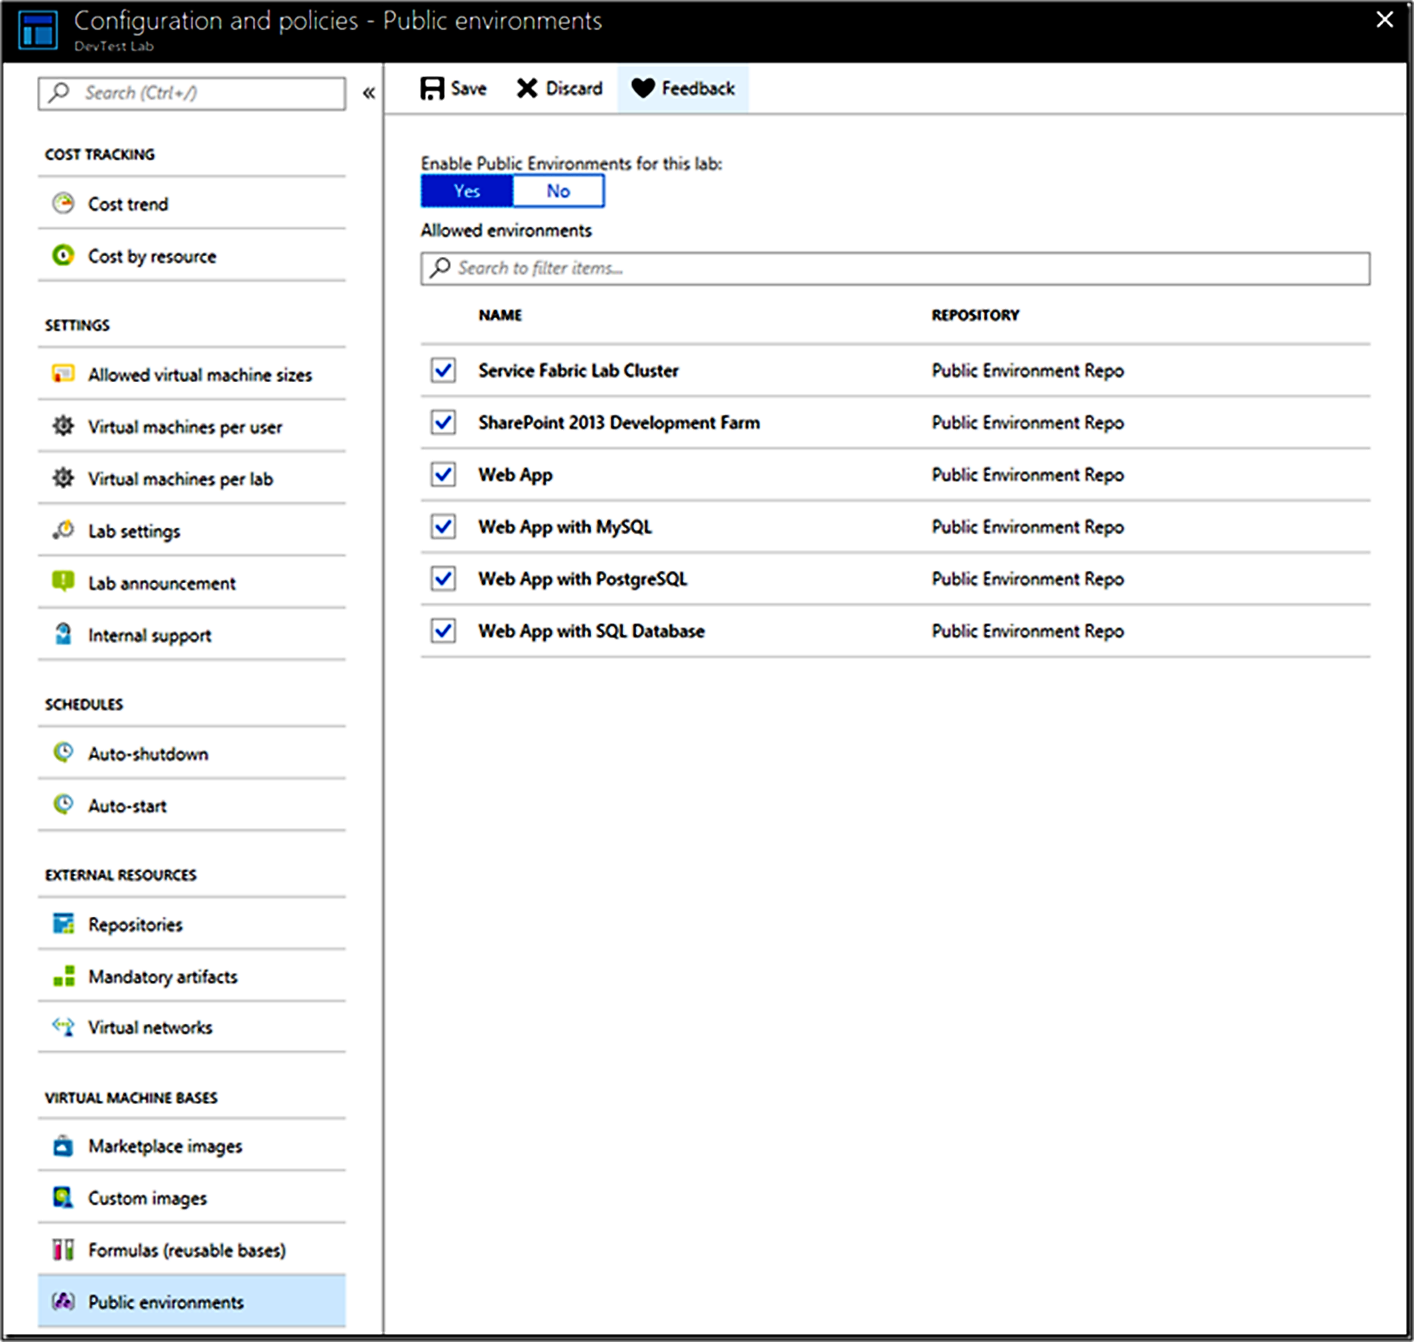 Configuration and policies - Public environments
DevTest Lab
Search (Ctrl+/)
«
COST TRACKING
Cost trend
Cost by resource
SETTINGS
Allowed virtual machine sizes
Virtual machines per user
Virtual machines per lab
Lab settings
Lab announcement
Internal support
SCHEDULES
Auto-shutdown
Auto-start
EXTERNAL RESOURCES
Repositories
Mandatory artifacts
Virtual networks
VIRTUAL MACHINE BASES
Marketplace images
Custom images
Formulas (reusable bases)
Public environments
Save Discard Feedback
Enable Public Environments for this lab:
Yes No
Allowed environments
Search to filter items...
NAME REPOSITORY
Service Fabric Lab Cluster Public Environment Repo
SharePoint 2013 Development Farm Public Environment Repo
Web App Public Environment Repo
Web App with MySQL Public Environment Repo
Web App with PostgreSQL Public Environment Repo
Web App with SQL Database Public Environment Repo